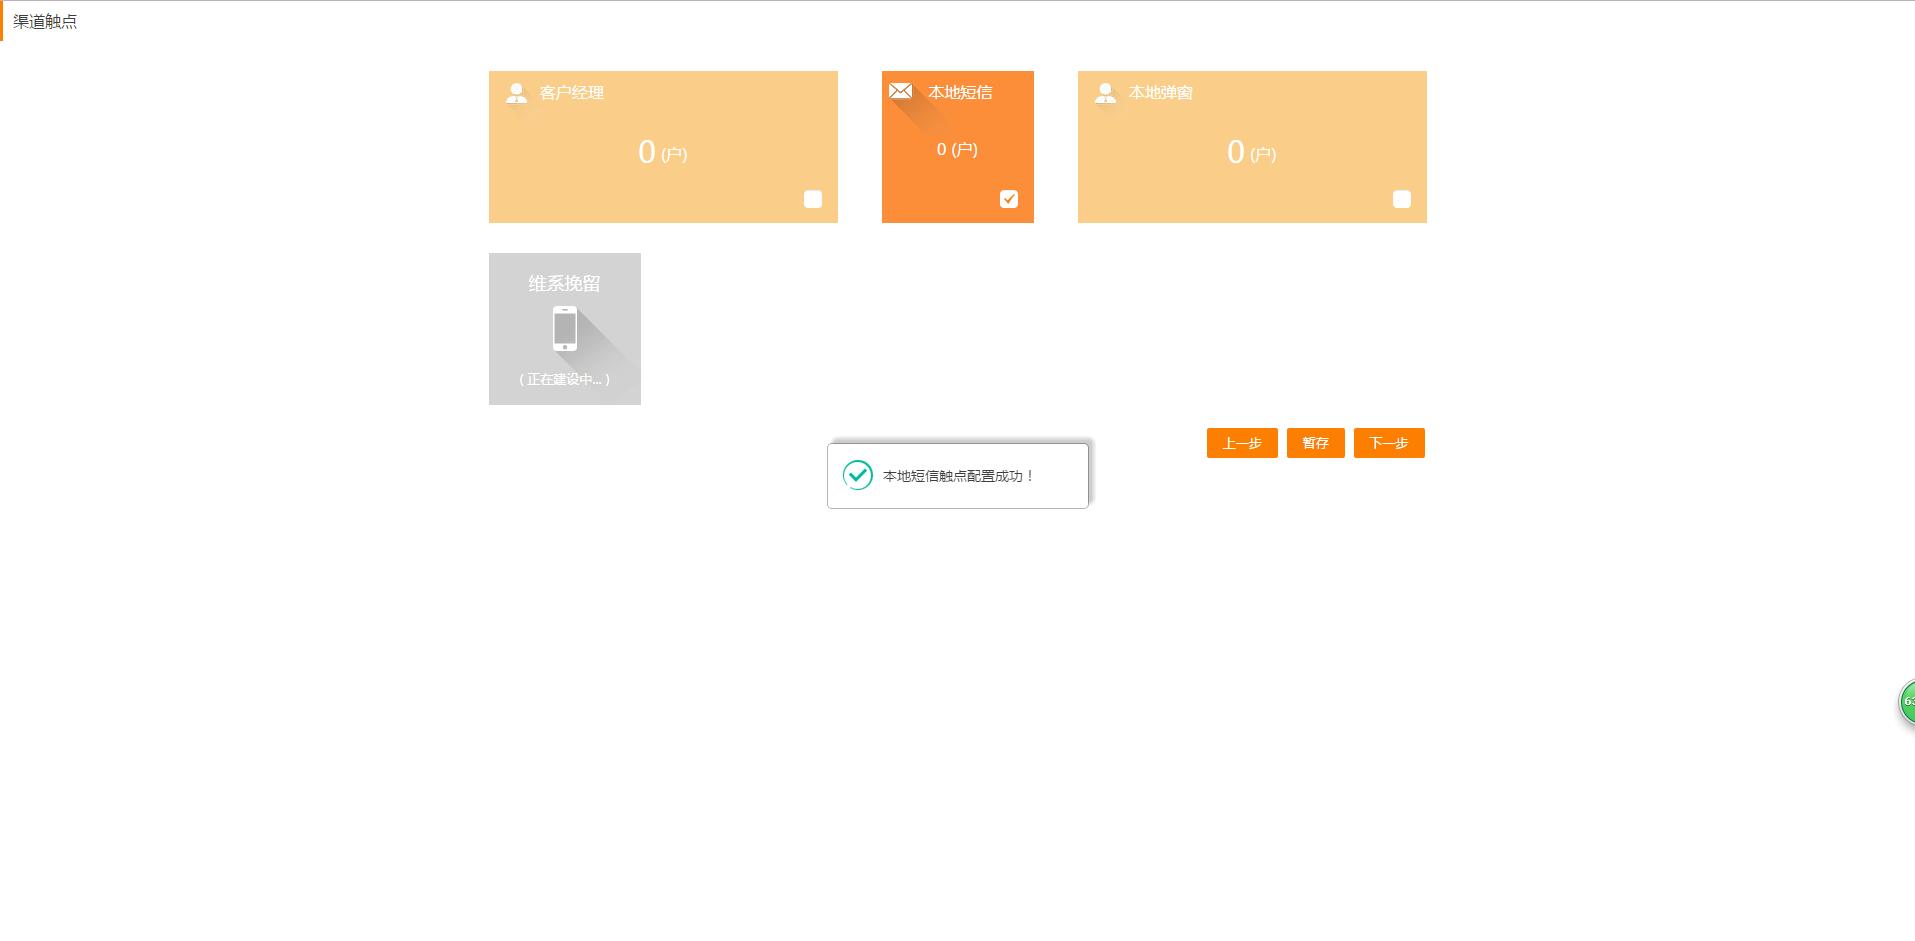 渠道触点
客户经理
0 (户)
本地短信
0 (户)
本地弹窗
0 (户)
维系挽留
（正在建设中...）
上一步
暂存
下一步
本地短信触点配置成功！